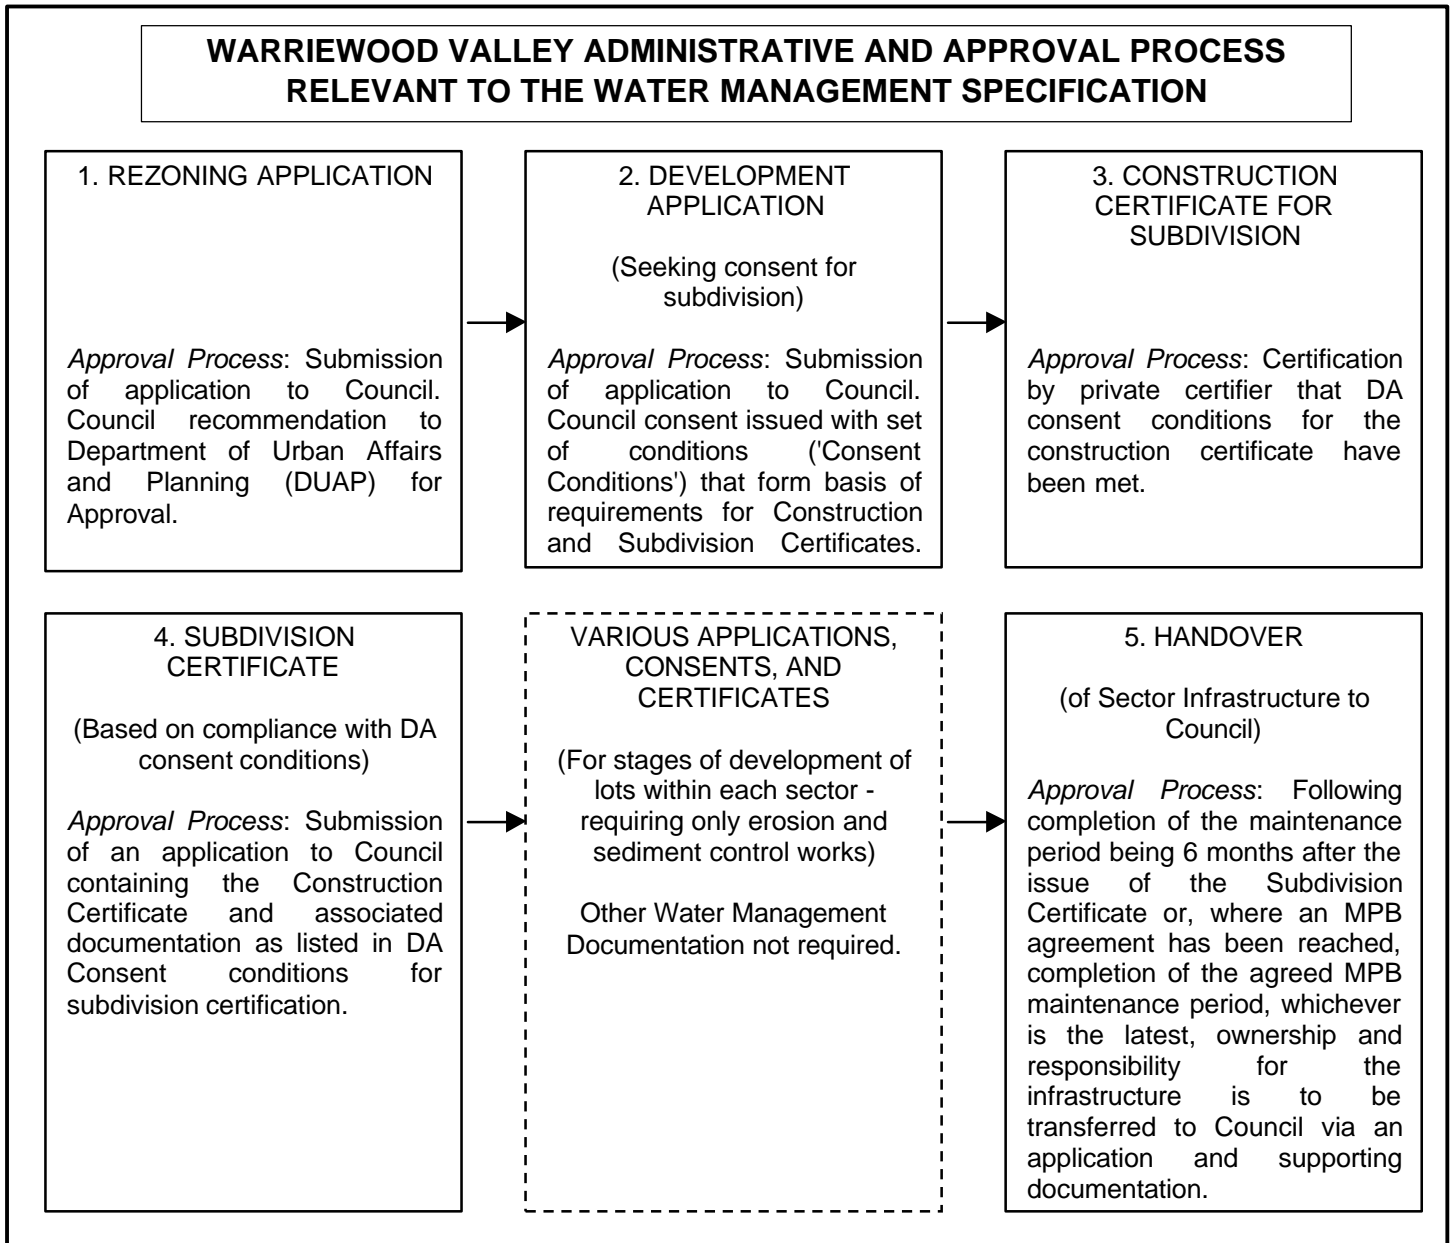 WARRIEWOOD VALLEY ADMINISTRATIVE AND APPROVAL PROCESS
RELEVANT TO THE WATER MANAGEMENT SPECIFICATION
1. REZONING APPLICATION
Approval Process: Submission
of application to Council.
Council recommendation to
Department of Urban Affairs
and Planning (DUAP) for
Approval.
2. DEVELOPMENT
APPLICATION
(Seeking consent for
subdivision)
Approval Process: Submission
of application to Council.
Council consent issued with set
of conditions ('Consent
Conditions') that form basis of
requirements for Construction
and Subdivision Certificates.
3. CONSTRUCTION
CERTIFICATE FOR
SUBDIVISION
Approval Process: Certification
by private certifier that DA
consent conditions for the
construction certificate have
been met.
4. SUBDIVISION
CERTIFICATE
(Based on compliance with DA
consent conditions)
Approval Process: Submission
of an application to Council
containing the Construction
Certificate and associated
documentation as listed in DA
Consent conditions for
subdivision certification.
VARIOUS APPLICATIONS,
CONSENTS, AND
CERTIFICATES
(For stages of development of
lots within each sector -
requiring only erosion and
sediment control works)
Other Water Management
Documentation not required.
5. HANDOVER
(of Sector Infrastructure to
Council)
Approval Process: Following
completion of the maintenance
period being 6 months after the
issue of the Subdivision
Certificate or, where an MPB
agreement has been reached,
completion of the agreed MPB
maintenance period, whichever
is the latest, ownership and
responsibility for the
infrastructure is to be
transferred to Council via an
application and supporting
documentation.